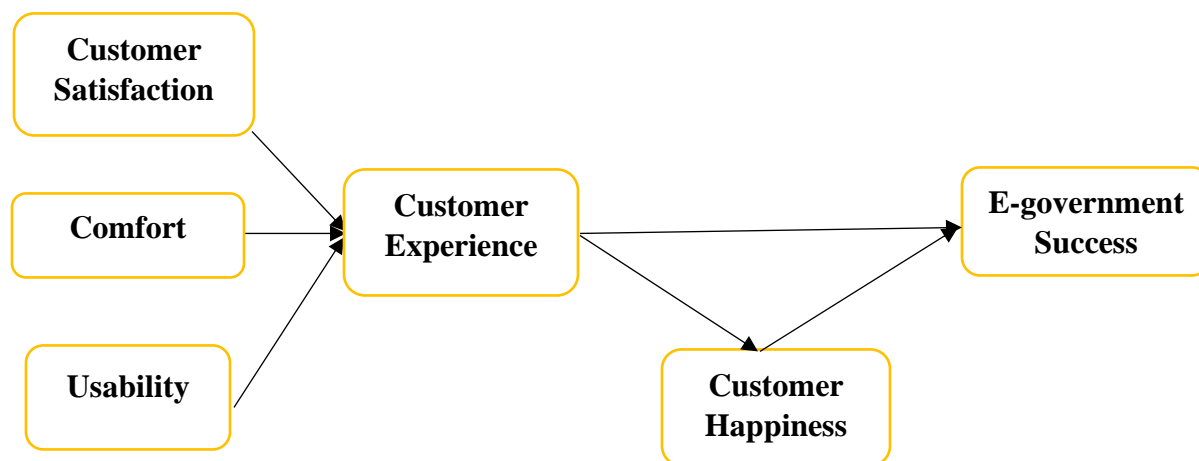 Customer
Satisfaction
Comfort
Usability
Customer
Experience
Customer
Happiness
E-government
Success